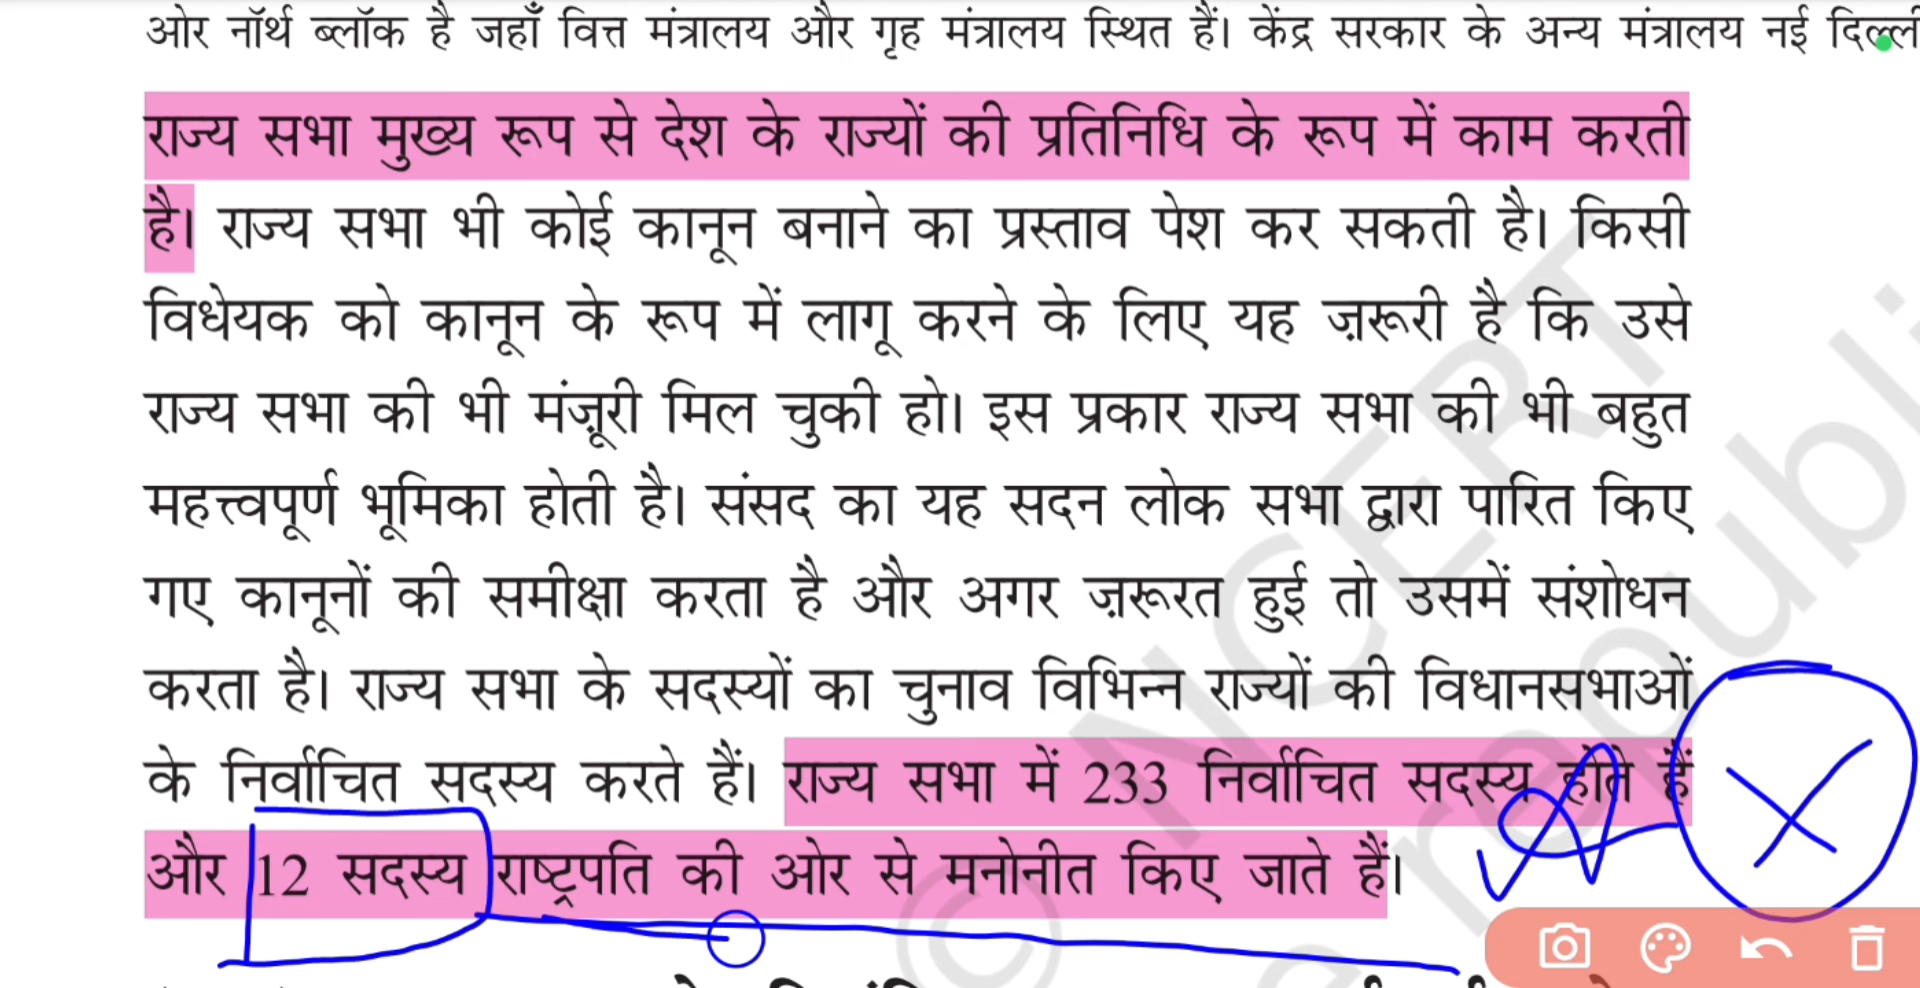 ओर नॉर्थ ब्लॉक है जहाँ वित्त मंत्रालय और गृह मंत्रालय स्थित हैं। केंद्र सरकार के अन्य मंत्रालय नई दिल्ली
राज्य सभा मुख्य रूप से देश के राज्यों की प्रतिनिधि के रूप में काम करती
है। राज्य सभा भी कोई कानून बनाने का प्रस्ताव पेश कर सकती है। किसी
विधेयक को कानून के रूप में लागू करने के लिए यह ज़रूरी है कि उसे
राज्य सभा की भी मंज़ूरी मिल चुकी हो। इस प्रकार राज्य सभा की भी बहुत
महत्त्वपूर्ण भूमिका होती है। संसद का यह सदन लोक सभा द्वारा पारित किए
गए कानूनों की समीक्षा करता है और अगर ज़रूरत हुई तो उसमें संशोधन
करता है। राज्य सभा के सदस्यों का चुनाव विभिन्न राज्यों की विधानसभाओं
के निर्वाचित सदस्य करते हैं। राज्य सभा में 233 निर्वाचित सदस्य होते हैं
और 12 सदस्य राष्ट्रपति की ओर से मनोनीत किए जाते हैं।
© NCERT
republi